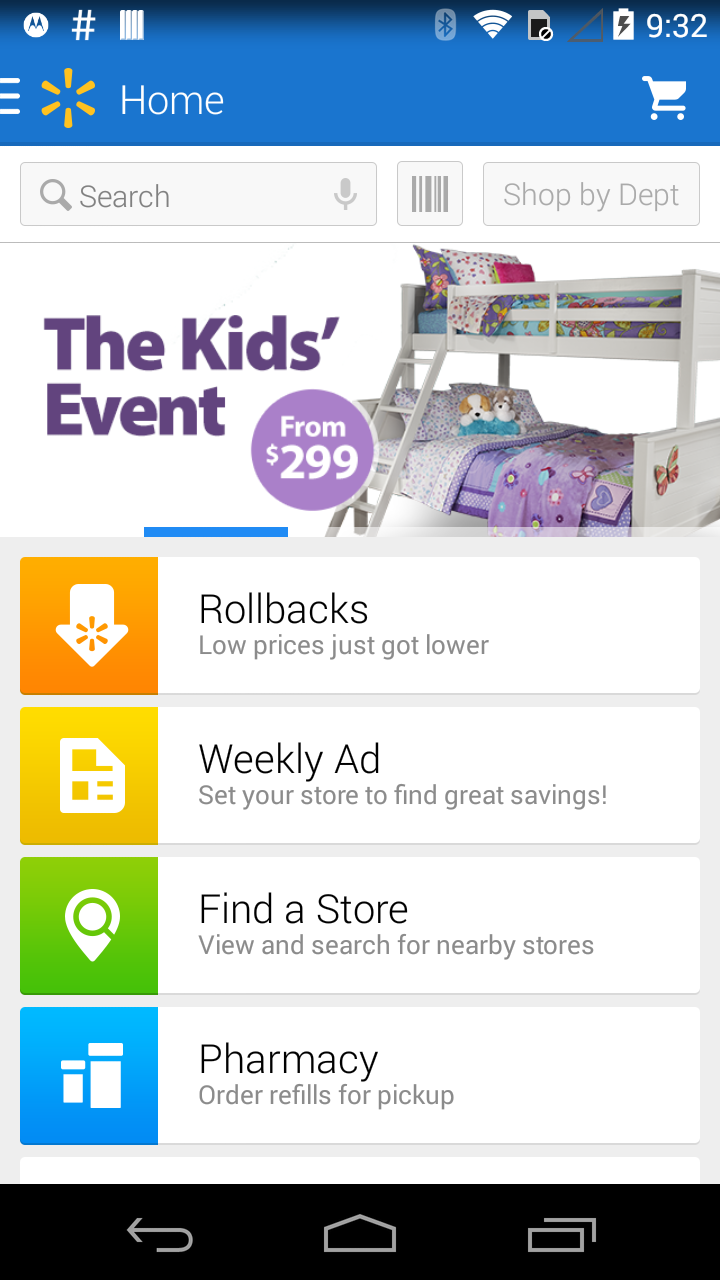 9:32
Home
Search
Shop by Dept
The Kids'
Event
From
$299
Rollbacks
Low prices just got lower
Weekly Ad
Set your store to find great savings!
Find a Store
View and search for nearby stores
Pharmacy
Order refills for pickup